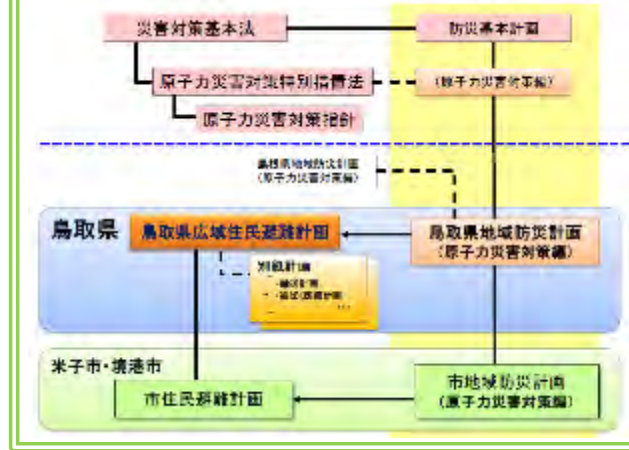 災害対策基本法
防災基本計画
原子力災害対策特別措置法
(原子力災害対策編)
原子力災害対策指針
島根県地域防災計画
(原子力災害対策編)
鳥取県
鳥取県広域住民避難計画
鳥取県地域防災計画
(原子力災害対策編)
別紙計画
米子市・境港市
市住民避難計画
市地域防災計画
(原子力災害対策編)